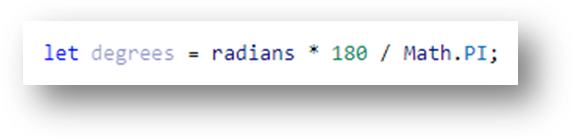 let degrees = radians * 180 / Math.PI;